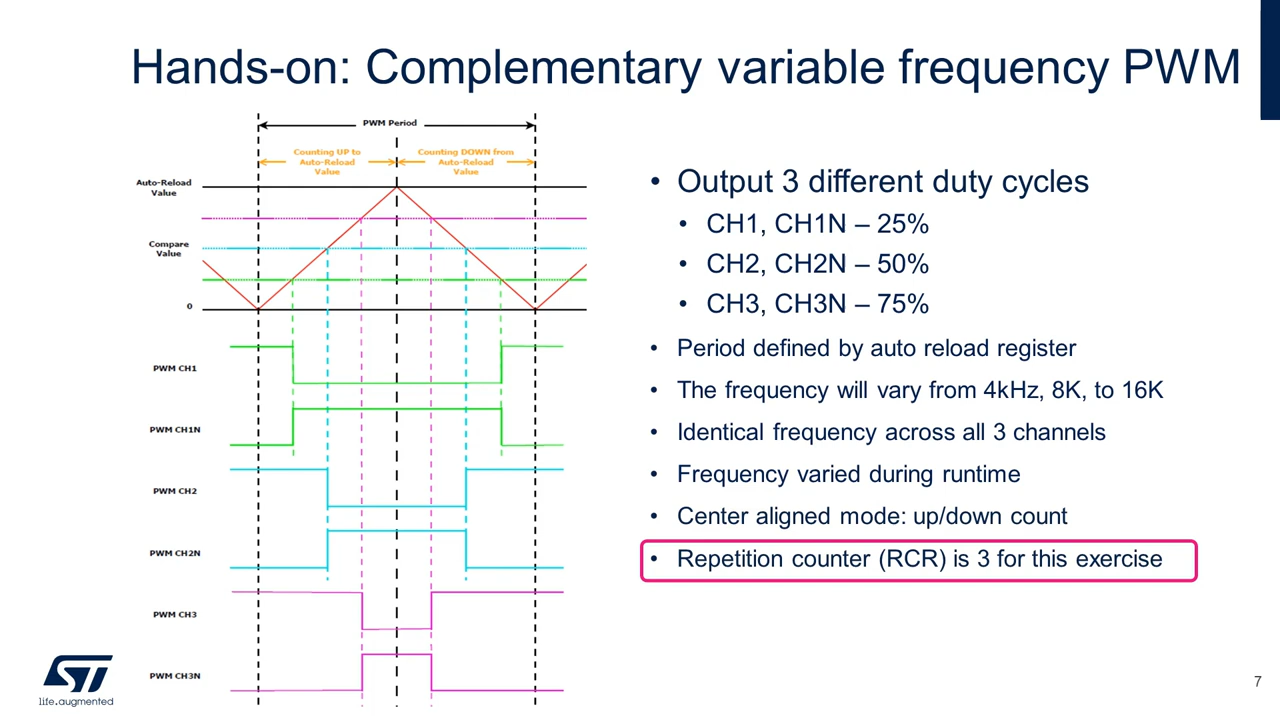 Hands-on: Complementary variable frequency PWM
PWM Period
Counting UP to
Auto-Reload
Value
Counting DOWN from
Auto-Reload
Value
Auto-Reload
Value
Compare
Value
0
PWM CH1
PWM CH1N
PWM CH2
PWM CH2N
PWM CH3
PWM CH3N
• Output 3 different duty cycles
• CH1, CH1N – 25%
• CH2, CH2N – 50%
• CH3, CH3N – 75%
• Period defined by auto reload register
• The frequency will vary from 4kHz, 8K, to 16K
• Identical frequency across all 3 channels
• Frequency varied during runtime
• Center aligned mode: up/down count
• Repetition counter (RCR) is 3 for this exercise
ST
life.augmented
7